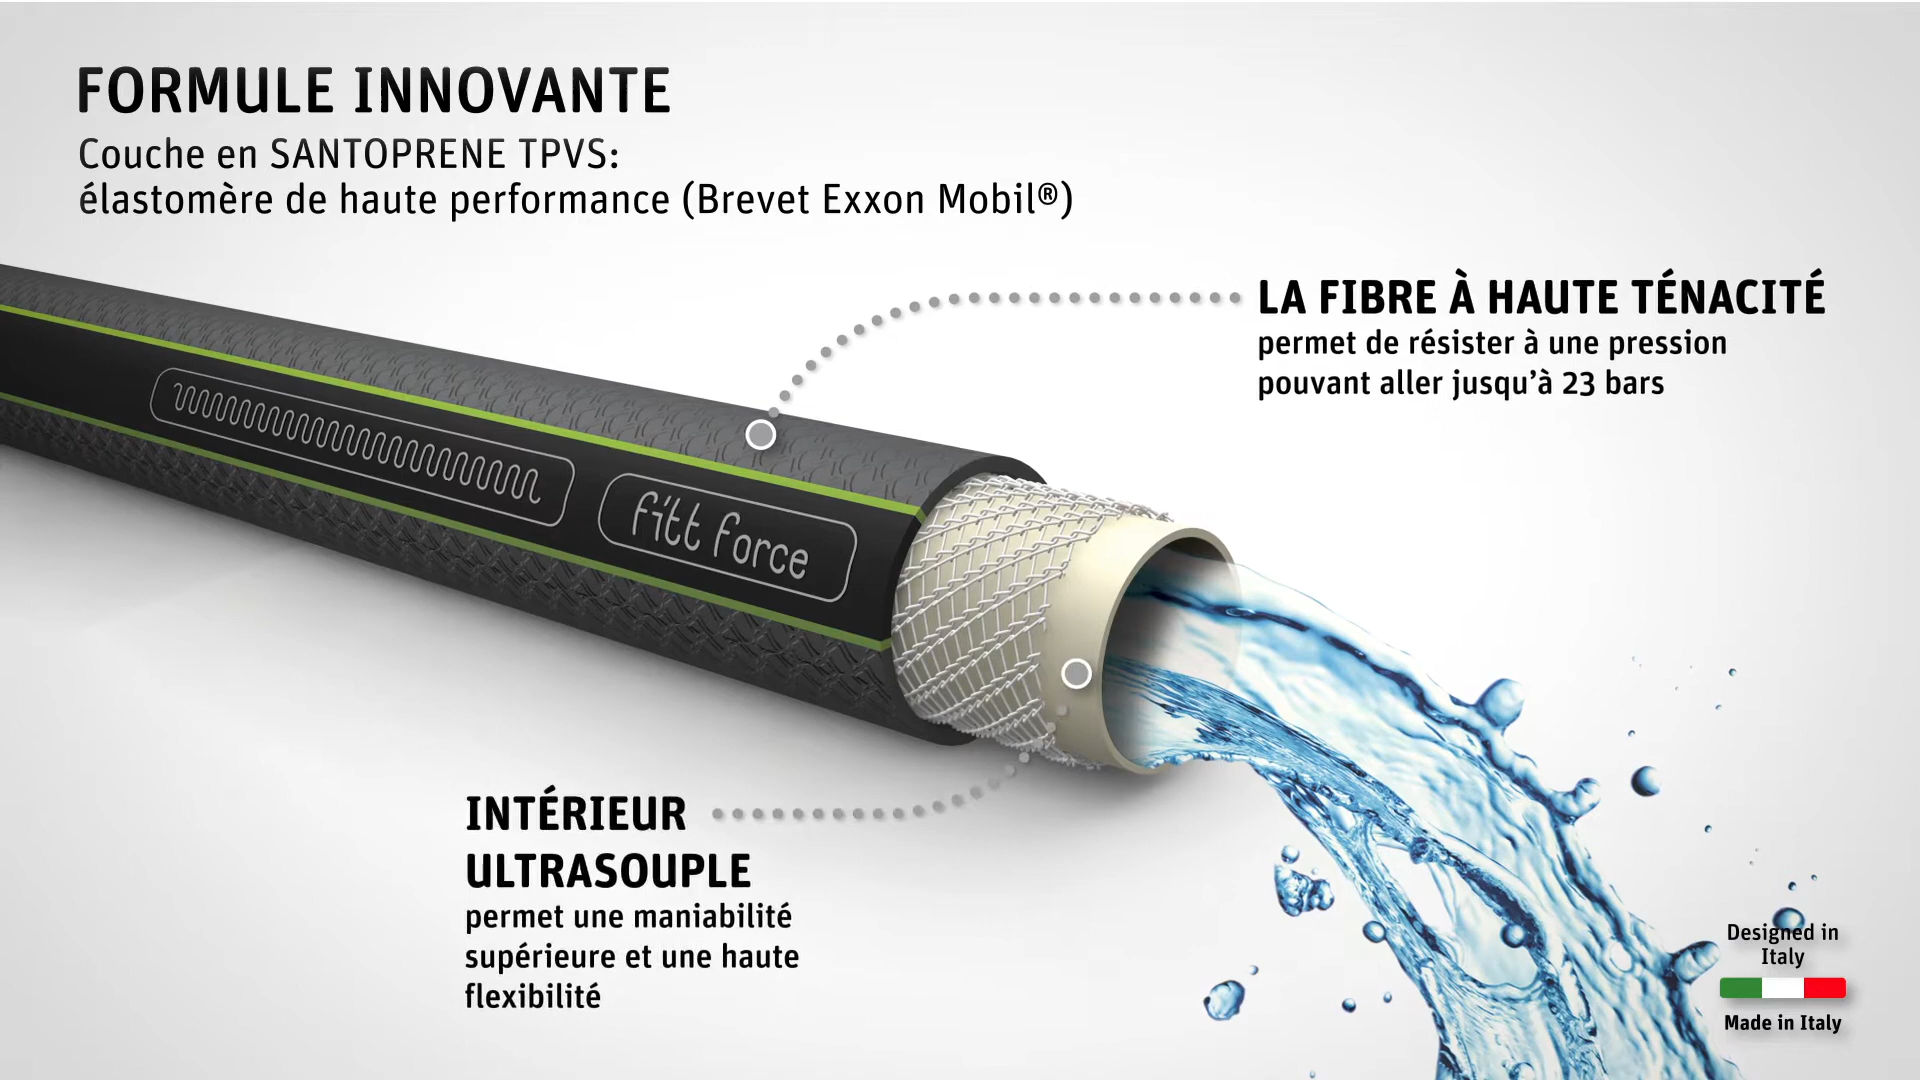 FORMULE INNOVANTE
Couche en SANTOPRENE TPVS:
élastomère de haute performance (Brevet Exxon Mobil®)
LA FIBRE À HAUTE TÉNACITÉ
permet de résister à une pression
pouvant aller jusqu’à 23 bars
fitt force
INTÉRIEUR
ULTRASOUPLE
permet une maniabilité
supérieure et une haute
flexibilité
Designed in
Italy
Made in Italy